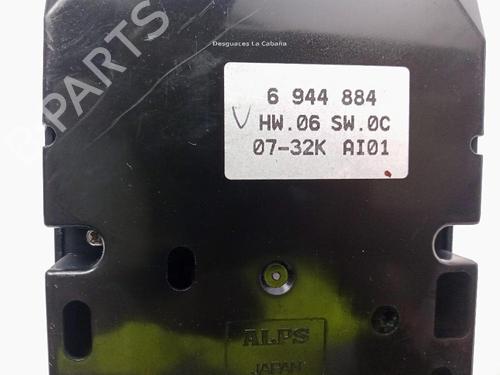 B-PARTS
Desguaces La Cabaña
6 944 884
HW.06 SW.0C
07-32K AI01
ALPS
JAPAN